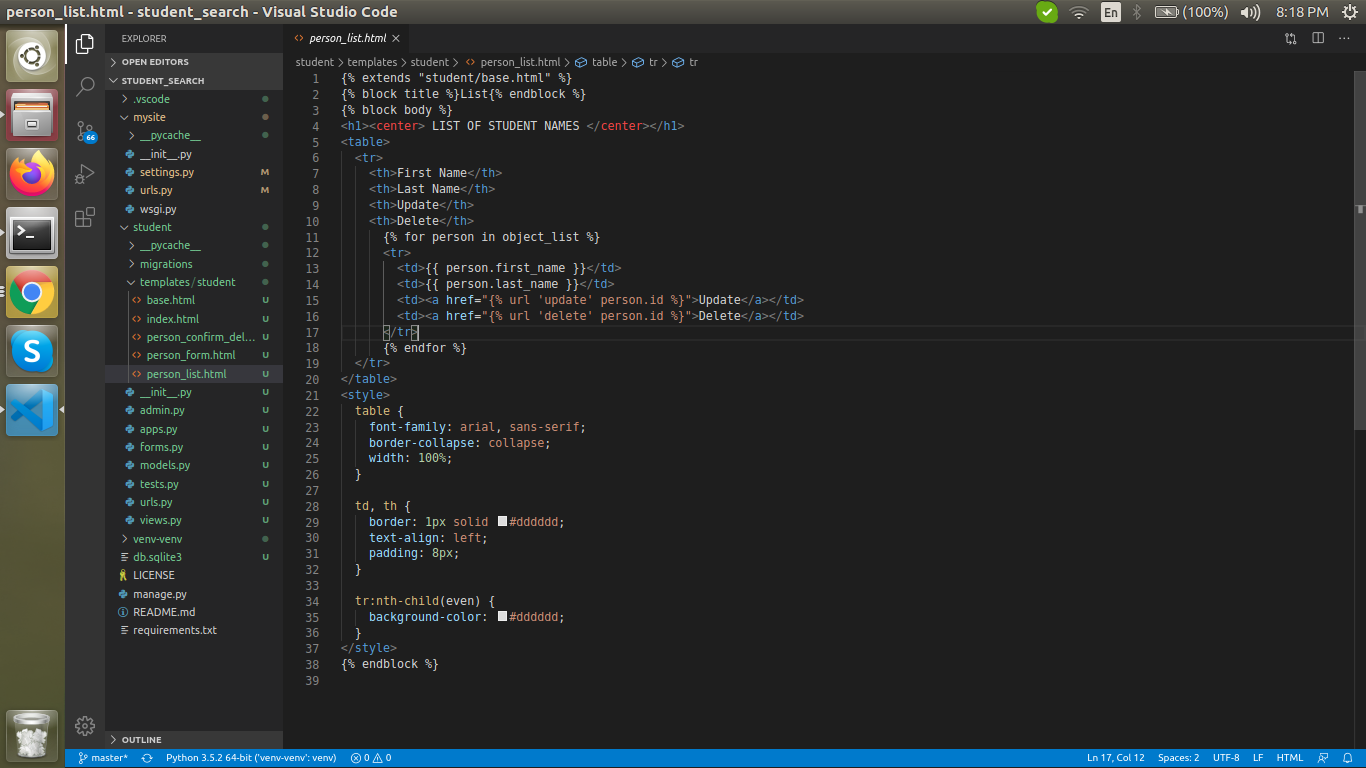 person_list.html - student_search - Visual Studio Code
En
(100%)
8:18 PM
EXPLORER
OPEN EDITORS
STUDENT_SEARCH
.vscode
mysite
__pycache__
__init__.py
settings.py M
urls.py M
wsgi.py
student
__pycache__
migrations
templates/student
base.html U
index.html U
person_confirm_del... U
person_form.html U
person_list.html U
__init__.py U
admin.py U
apps.py U
forms.py U
models.py U
tests.py U
urls.py U
views.py U
venv-venv
db.sqlite3 U
LICENSE
manage.py
README.md
requirements.txt
OUTLINE
66
person_list.html
student > templates > student > person_list.html > table > tr > tr
1 {% extends "student/base.html" %}
2 {% block title %}List{% endblock %}
3 {% block body %}
4 <h1><center> LIST OF STUDENT NAMES </center></h1>
5 <table>
6 <tr>
7 <th>First Name</th>
8 <th>Last Name</th>
9 <th>Update</th>
10 <th>Delete</th>
11 {% for person in object_list %}
12 <tr>
13 <td>{{ person.first_name }}</td>
14 <td>{{ person.last_name }}</td>
15 <td><a href="{% url 'update' person.id %}">Update</a></td>
16 <td><a href="{% url 'delete' person.id %}">Delete</a></td>
17 </tr>
18 {% endfor %}
19 </tr>
20 </table>
21 <style>
22 table {
23 font-family: arial, sans-serif;
24 border-collapse: collapse;
25 width: 100%;
26 }
27
28 td, th {
29 border: 1px solid #dddddd;
30 text-align: left;
31 padding: 8px;
32 }
33
34 tr:nth-child(even) {
35 background-color: #dddddd;
36 }
37 </style>
38 {% endblock %}
39
master*
Python 3.5.2 64-bit ('venv-venv': venv)
0
0
Ln 17, Col 12
Spaces: 2
UTF-8
LF
HTML